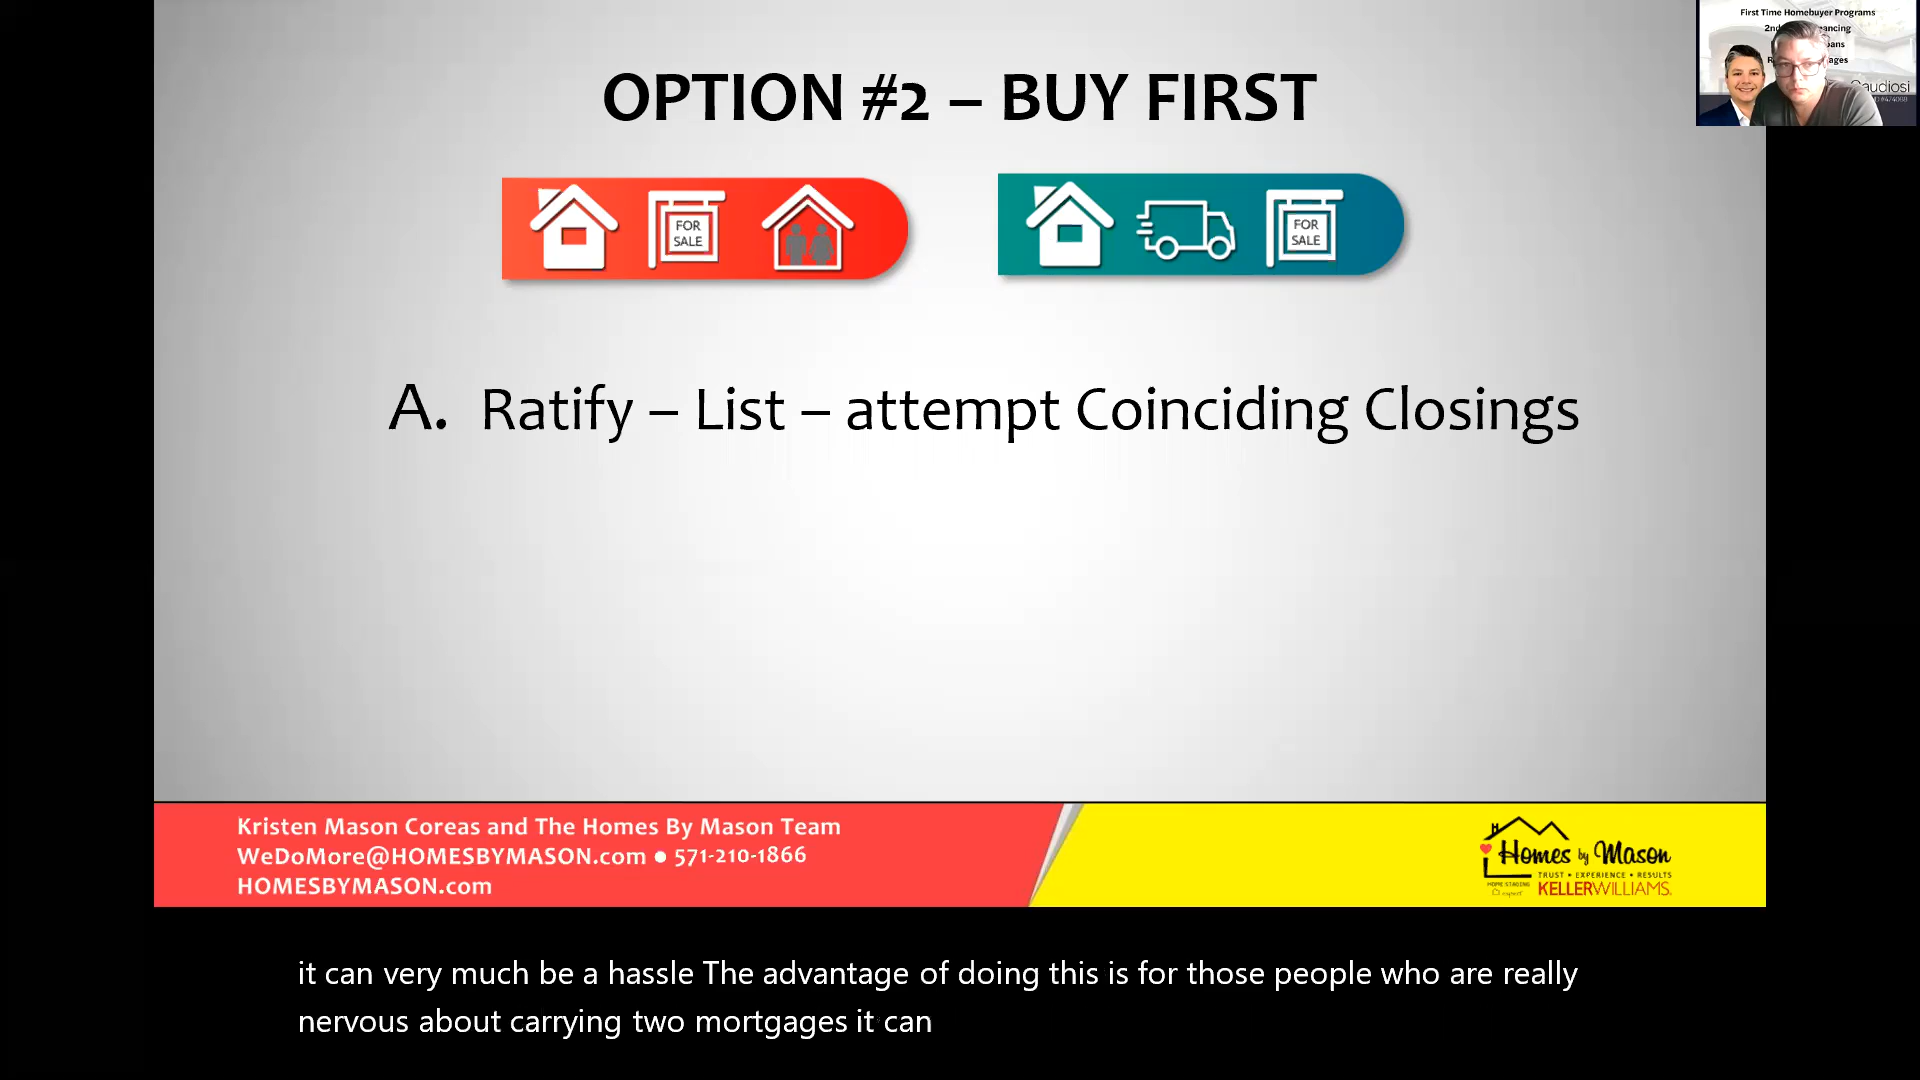 First Time Homebuyer Programs
OPTION #2 – BUY FIRST
FOR
SALE
FOR
SALE
A. Ratify – List – attempt Coinciding Closings
Kristen Mason Coreas and The Homes By Mason Team
WeDoMore@HOMESBYMASON.com ● 571-210-1866
HOMESBYMASON.com
Homes by Mason
TRUST • EXPERIENCE • RESULTS
HOME STAGING
KELLERWILLIAMS.
it can very much be a hassle The advantage of doing this is for those people who are really
nervous about carrying two mortgages it can